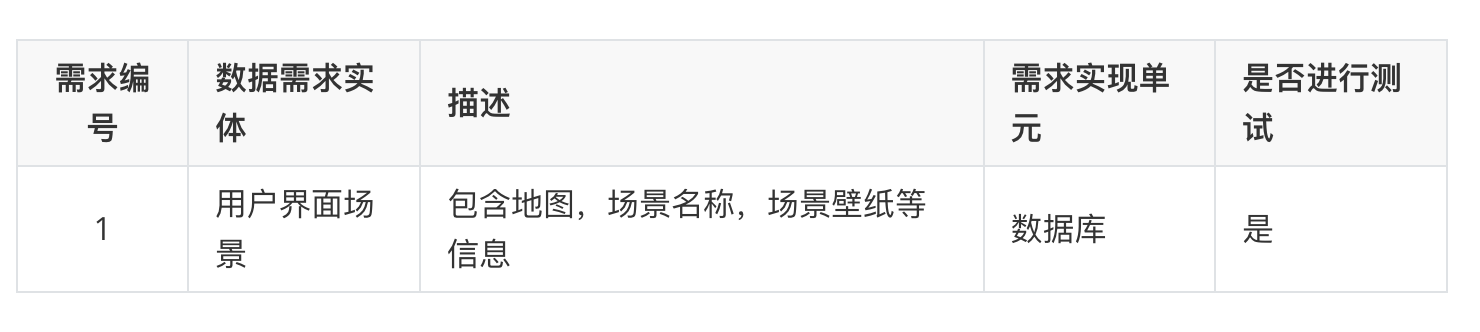 需求编
号
数据需求实
体
描述
需求实现单
元
是否进行测
试
1
用户界面场
景
包含地图，场景名称，场景壁纸等
信息
数据库
是